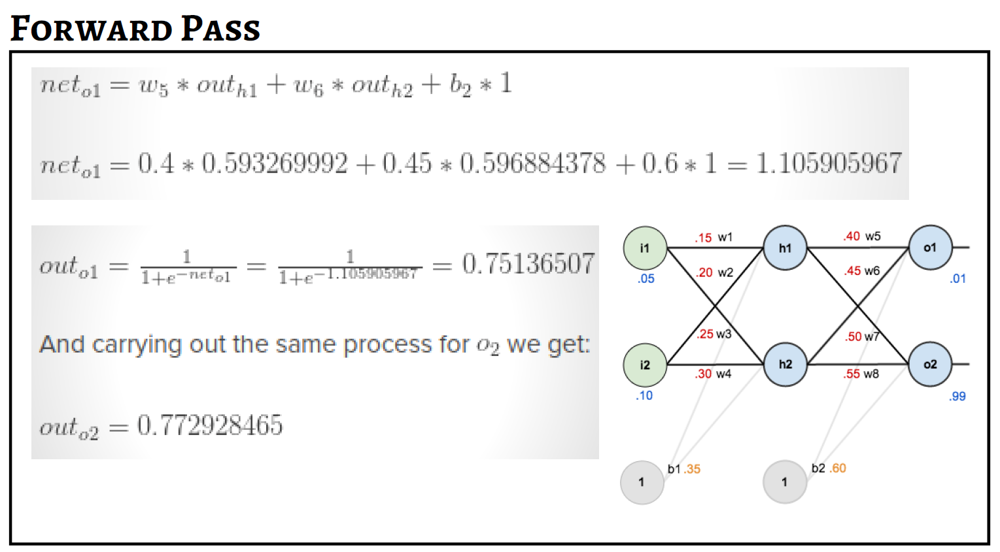 Forward Pass
net_{o1} = w_5 * out_{h1} + w_6 * out_{h2} + b_2 * 1
net_{o1} = 0.4 * 0.593269992 + 0.45 * 0.596884378 + 0.6 * 1 = 1.105905967
out_{o1} = \frac{1}{1+e^{-net_{o1}}} = \frac{1}{1+e^{-1.105905967}} = 0.75136507
And carrying out the same process for o_2 we get:
out_{o2} = 0.772928465
i1
.15 w1
h1
.40 w5
o1
.05
.20 w2
.45 w6
.01
.25 w3
.50 w7
i2
.30 w4
h2
.55 w8
o2
.10
.99
b1 .35
b2 .60
1
1